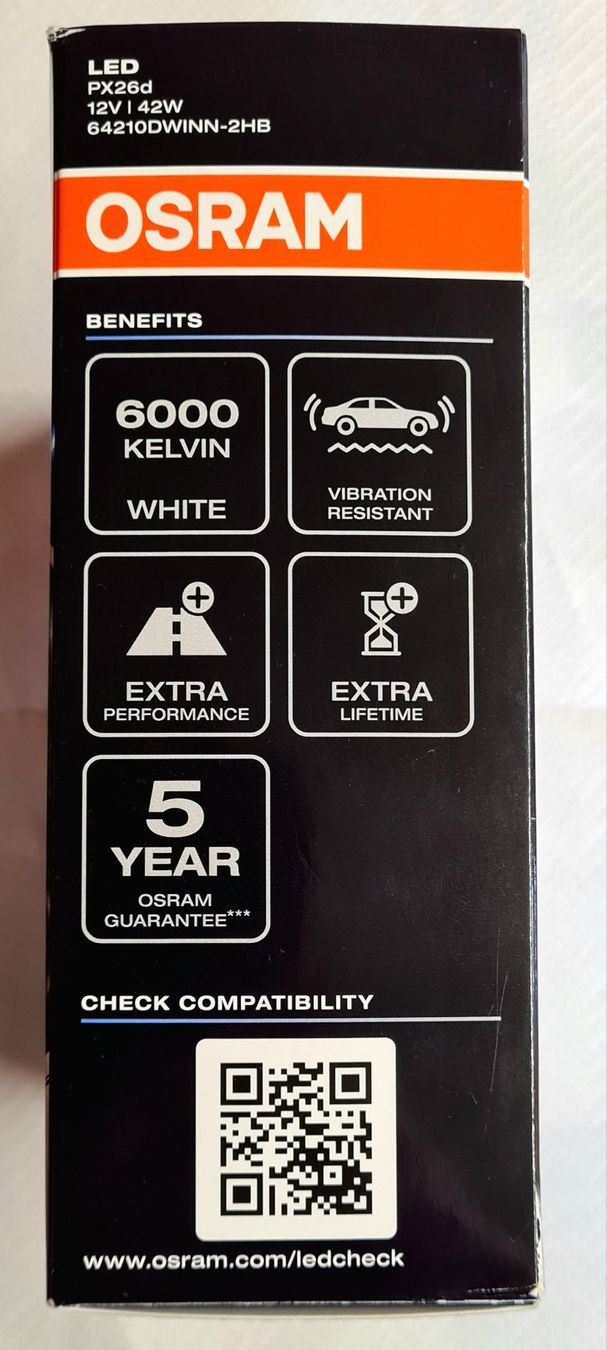 LED
PX26d
12V | 42W
64210DWINN-2HB
OSRAM
BENEFITS
6000
KELVIN
WHITE
VIBRATION
RESISTANT
EXTRA
PERFORMANCE
EXTRA
LIFETIME
5
YEAR
OSRAM
GUARANTEE***
CHECK COMPATIBILITY
www.osram.com/ledcheck